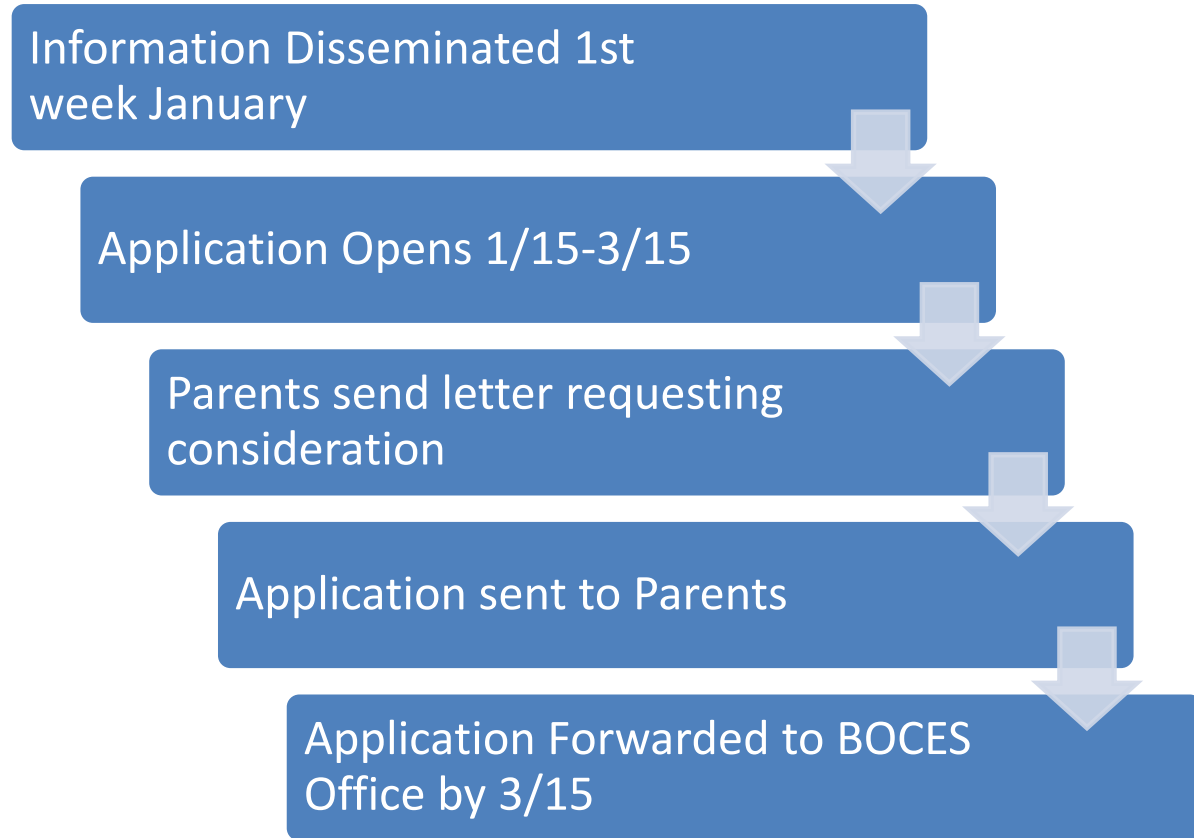 Information Disseminated 1st
week January
Application Opens 1/15-3/15
Parents send letter requesting
consideration
Application sent to Parents
Application Forwarded to BOCES
Office by 3/15